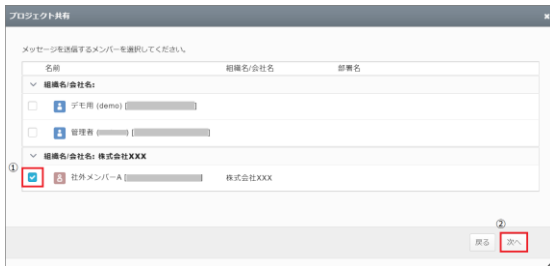 プロジェクト共有
メッセージを送信するメンバーを選択してください。
名前 組織名/会社名 部署名
組織名/会社名:
デモ用 (demo) [ ]
管理者 ( ) [ ]
組織名/会社名: 株式会社XXX
① 社外メンバーA [ ] 株式会社XXX
②
戻る 次へ